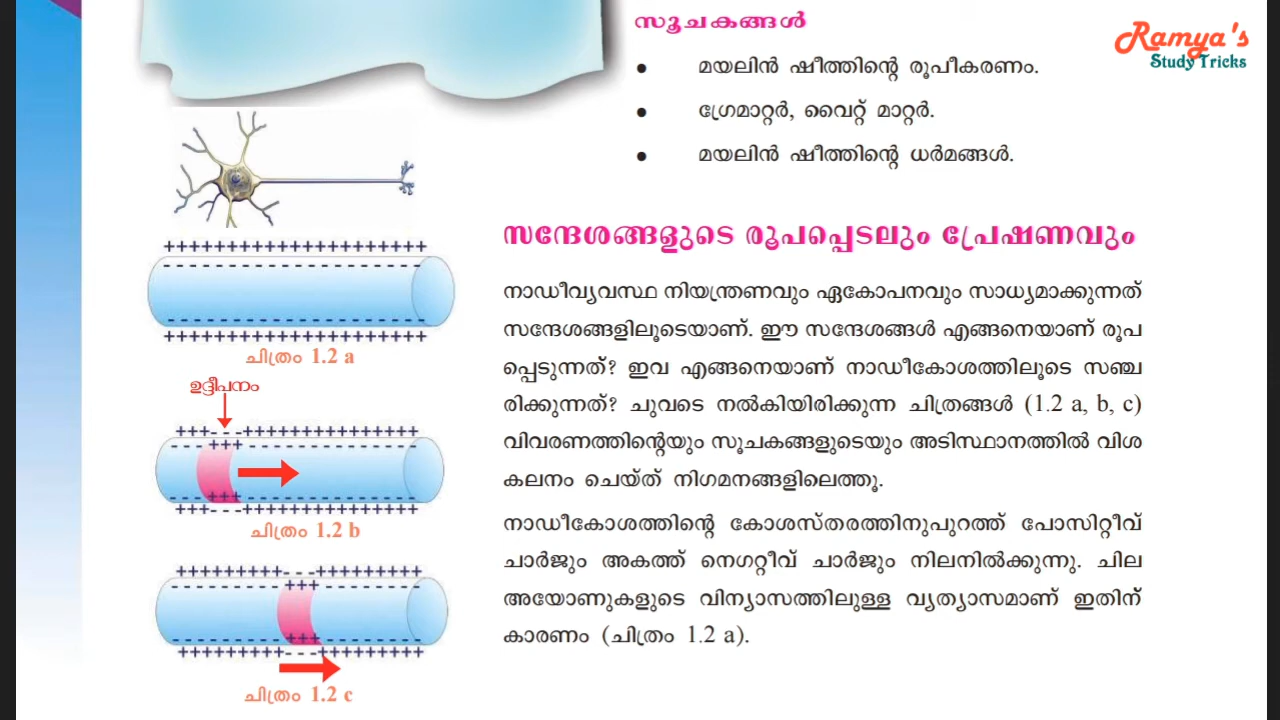 സൂചകങ്ങൾ
Ramya's
Study Tricks
• മയലിൻ ഷീത്തിന്റെ രൂപീകരണം.
• ഗ്രേമാറ്റർ, വൈറ്റ് മാറ്റർ.
• മയലിൻ ഷീത്തിന്റെ ധർമങ്ങൾ.
+++++++++++++++++++++
ചിത്രം 1.2 a
ഉദ്ദീപനം
ചിത്രം 1.2 b
ചിത്രം 1.2 c
സന്ദേശങ്ങളുടെ രൂപപ്പെടലും പ്രേഷണവും
നാഡീവ്യവസ്ഥ നിയന്ത്രണവും ഏകോപനവും സാധ്യമാക്കുന്നത്
സന്ദേശങ്ങളിലൂടെയാണ്. ഈ സന്ദേശങ്ങൾ എങ്ങനെയാണ് രൂപ
പ്പെടുന്നത്? ഇവ എങ്ങനെയാണ് നാഡീകോശത്തിലൂടെ സഞ്ച
രിക്കുന്നത്? ചുവടെ നൽകിയിരിക്കുന്ന ചിത്രങ്ങൾ (1.2 a, b, c)
വിവരണത്തിന്റെയും സൂചകങ്ങളുടെയും അടിസ്ഥാനത്തിൽ വിശ
കലനം ചെയ്ത് നിഗമനങ്ങളിലെത്തൂ.
നാഡീകോശത്തിന്റെ കോശസ്തരത്തിനുപുറത്ത് പോസിറ്റീവ്
ചാർജും അകത്ത് നെഗറ്റീവ് ചാർജും നിലനിൽക്കുന്നു. ചില
അയോണുകളുടെ വിന്യാസത്തിലുള്ള വ്യത്യാസമാണ് ഇതിന്
കാരണം (ചിത്രം 1.2 a).